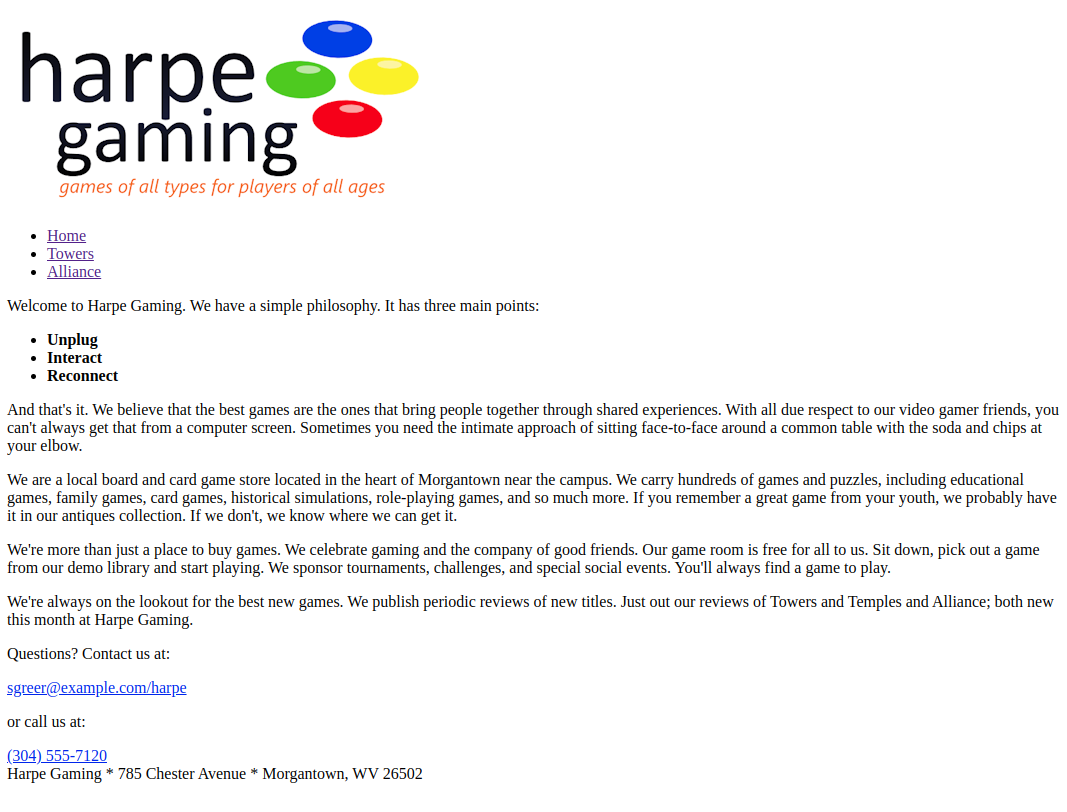 harpe
gaming
games of all types for players of all ages
Home
Towers
Alliance
Welcome to Harpe Gaming. We have a simple philosophy. It has three main points:
Unplug
Interact
Reconnect
And that's it. We believe that the best games are the ones that bring people together through shared experiences. With all due respect to our video gamer friends, you
can't always get that from a computer screen. Sometimes you need the intimate approach of sitting face-to-face around a common table with the soda and chips at
your elbow.
We are a local board and card game store located in the heart of Morgantown near the campus. We carry hundreds of games and puzzles, including educational
games, family games, card games, historical simulations, role-playing games, and so much more. If you remember a great game from your youth, we probably have
it in our antiques collection. If we don't, we know where we can get it.
We're more than just a place to buy games. We celebrate gaming and the company of good friends. Our game room is free for all to us. Sit down, pick out a game
from our demo library and start playing. We sponsor tournaments, challenges, and special social events. You'll always find a game to play.
We're always on the lookout for the best new games. We publish periodic reviews of new titles. Just out our reviews of Towers and Temples and Alliance; both new
this month at Harpe Gaming.
Questions? Contact us at:
sgreer@example.com/harpe
or call us at:
(304) 555-7120
Harpe Gaming * 785 Chester Avenue * Morgantown, WV 26502